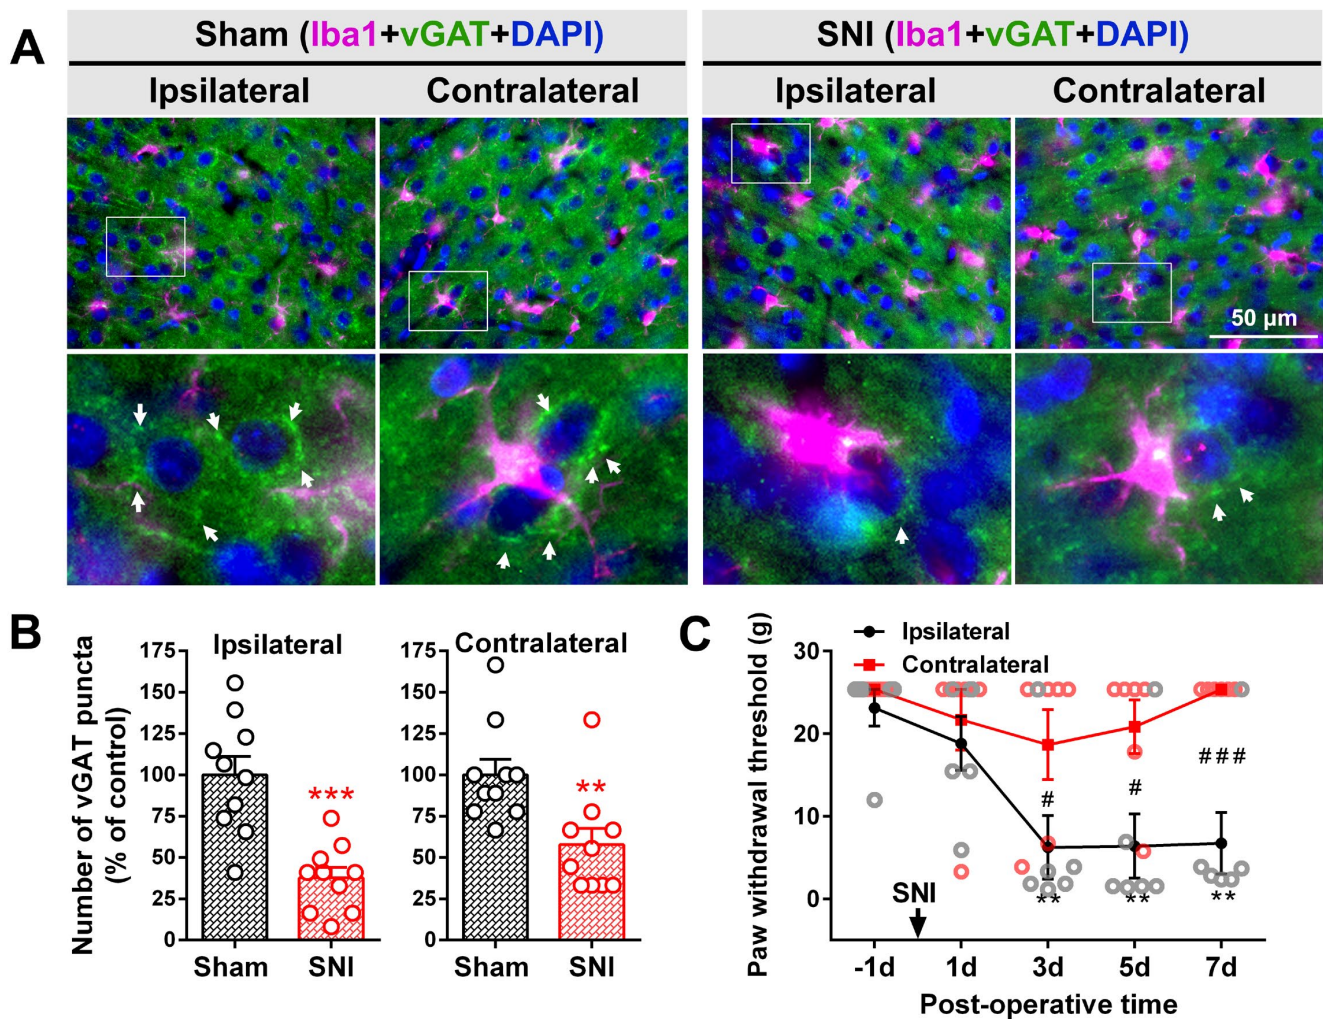 A
Sham (Iba1+vGAT+DAPI)
Ipsilateral
Contralateral
SNI (Iba1+vGAT+DAPI)
Ipsilateral
Contralateral
50 µm
B
Number of vGAT puncta
(% of control)
Ipsilateral
175
150
125
100
75
50
25
0
***
Sham
SNI
Contralateral
175
150
125
100
75
50
25
0
**
Sham
SNI
C
Paw withdrawal threshold (g)
Ipsilateral
Contralateral
30
20
10
0
SNI
#
#
###
**
**
**
-1d
1d
3d
5d
7d
Post-operative time